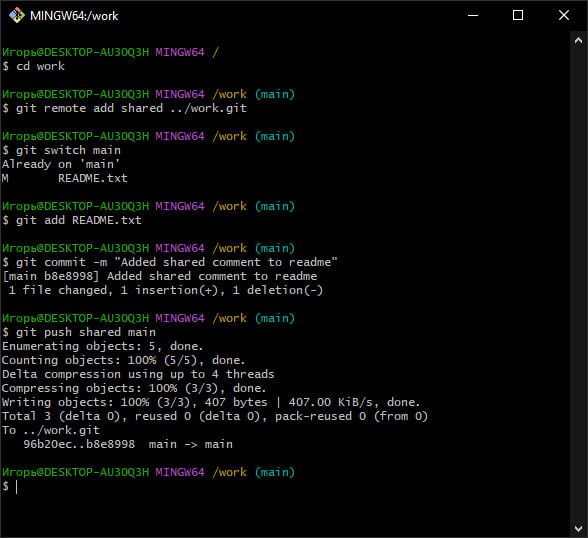 MINGW64:/work
Игорь@DESKTOP-AU3OQ3H MINGW64 /
$ cd work
Игорь@DESKTOP-AU3OQ3H MINGW64 /work (main)
$ git remote add shared ../work.git
Игорь@DESKTOP-AU3OQ3H MINGW64 /work (main)
$ git switch main
Already on 'main'
M       README.txt
Игорь@DESKTOP-AU3OQ3H MINGW64 /work (main)
$ git add README.txt
Игорь@DESKTOP-AU3OQ3H MINGW64 /work (main)
$ git commit -m "Added shared comment to readme"
[main b8e8998] Added shared comment to readme
 1 file changed, 1 insertion(+), 1 deletion(-)
Игорь@DESKTOP-AU3OQ3H MINGW64 /work (main)
$ git push shared main
Enumerating objects: 5, done.
Counting objects: 100% (5/5), done.
Delta compression using up to 4 threads
Compressing objects: 100% (3/3), done.
Writing objects: 100% (3/3), 407 bytes | 407.00 KiB/s, done.
Total 3 (delta 0), reused 0 (delta 0), pack-reused 0 (from 0)
To ../work.git
   96b20ec..b8e8998  main -> main
Игорь@DESKTOP-AU3OQ3H MINGW64 /work (main)
$